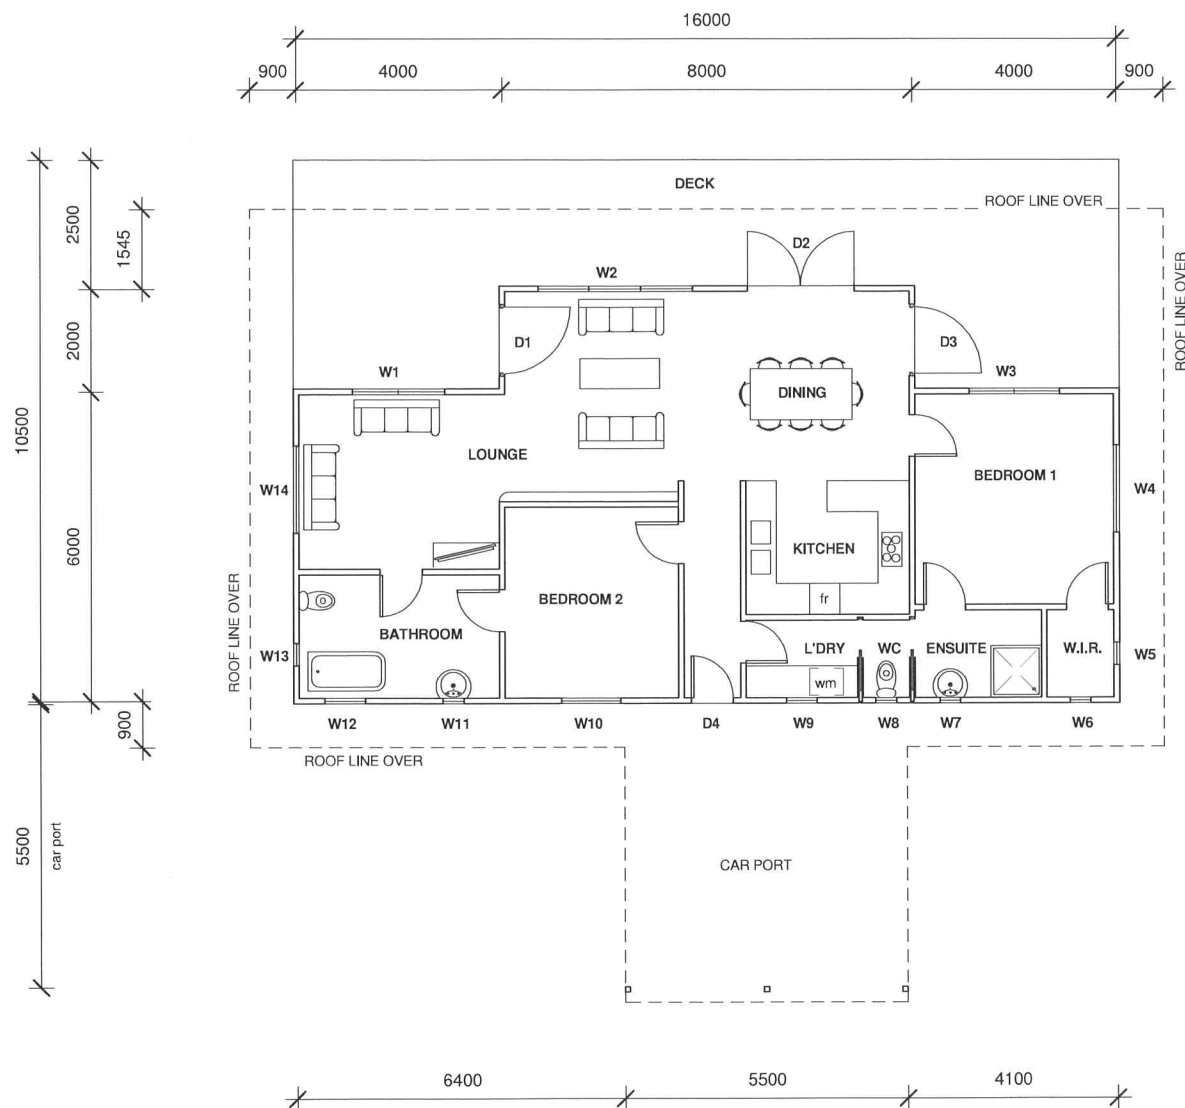 16000
900
4000
8000
4000
900
DECK
ROOF LINE OVER
2500
1545
D2
W2
ROOF LINE OVER
2000
D1
D3
W1
W3
DINING
10500
LOUNGE
BEDROOM 1
W14
W4
6000
KITCHEN
BEDROOM 2
fr
ROOF LINE OVER
BATHROOM
L'DRY
WC
ENSUITE
W.I.R.
W13
W5
wm
900
W12
W11
W10
D4
W9
W8
W7
W6
ROOF LINE OVER
5500
car port
CAR PORT
6400
5500
4100